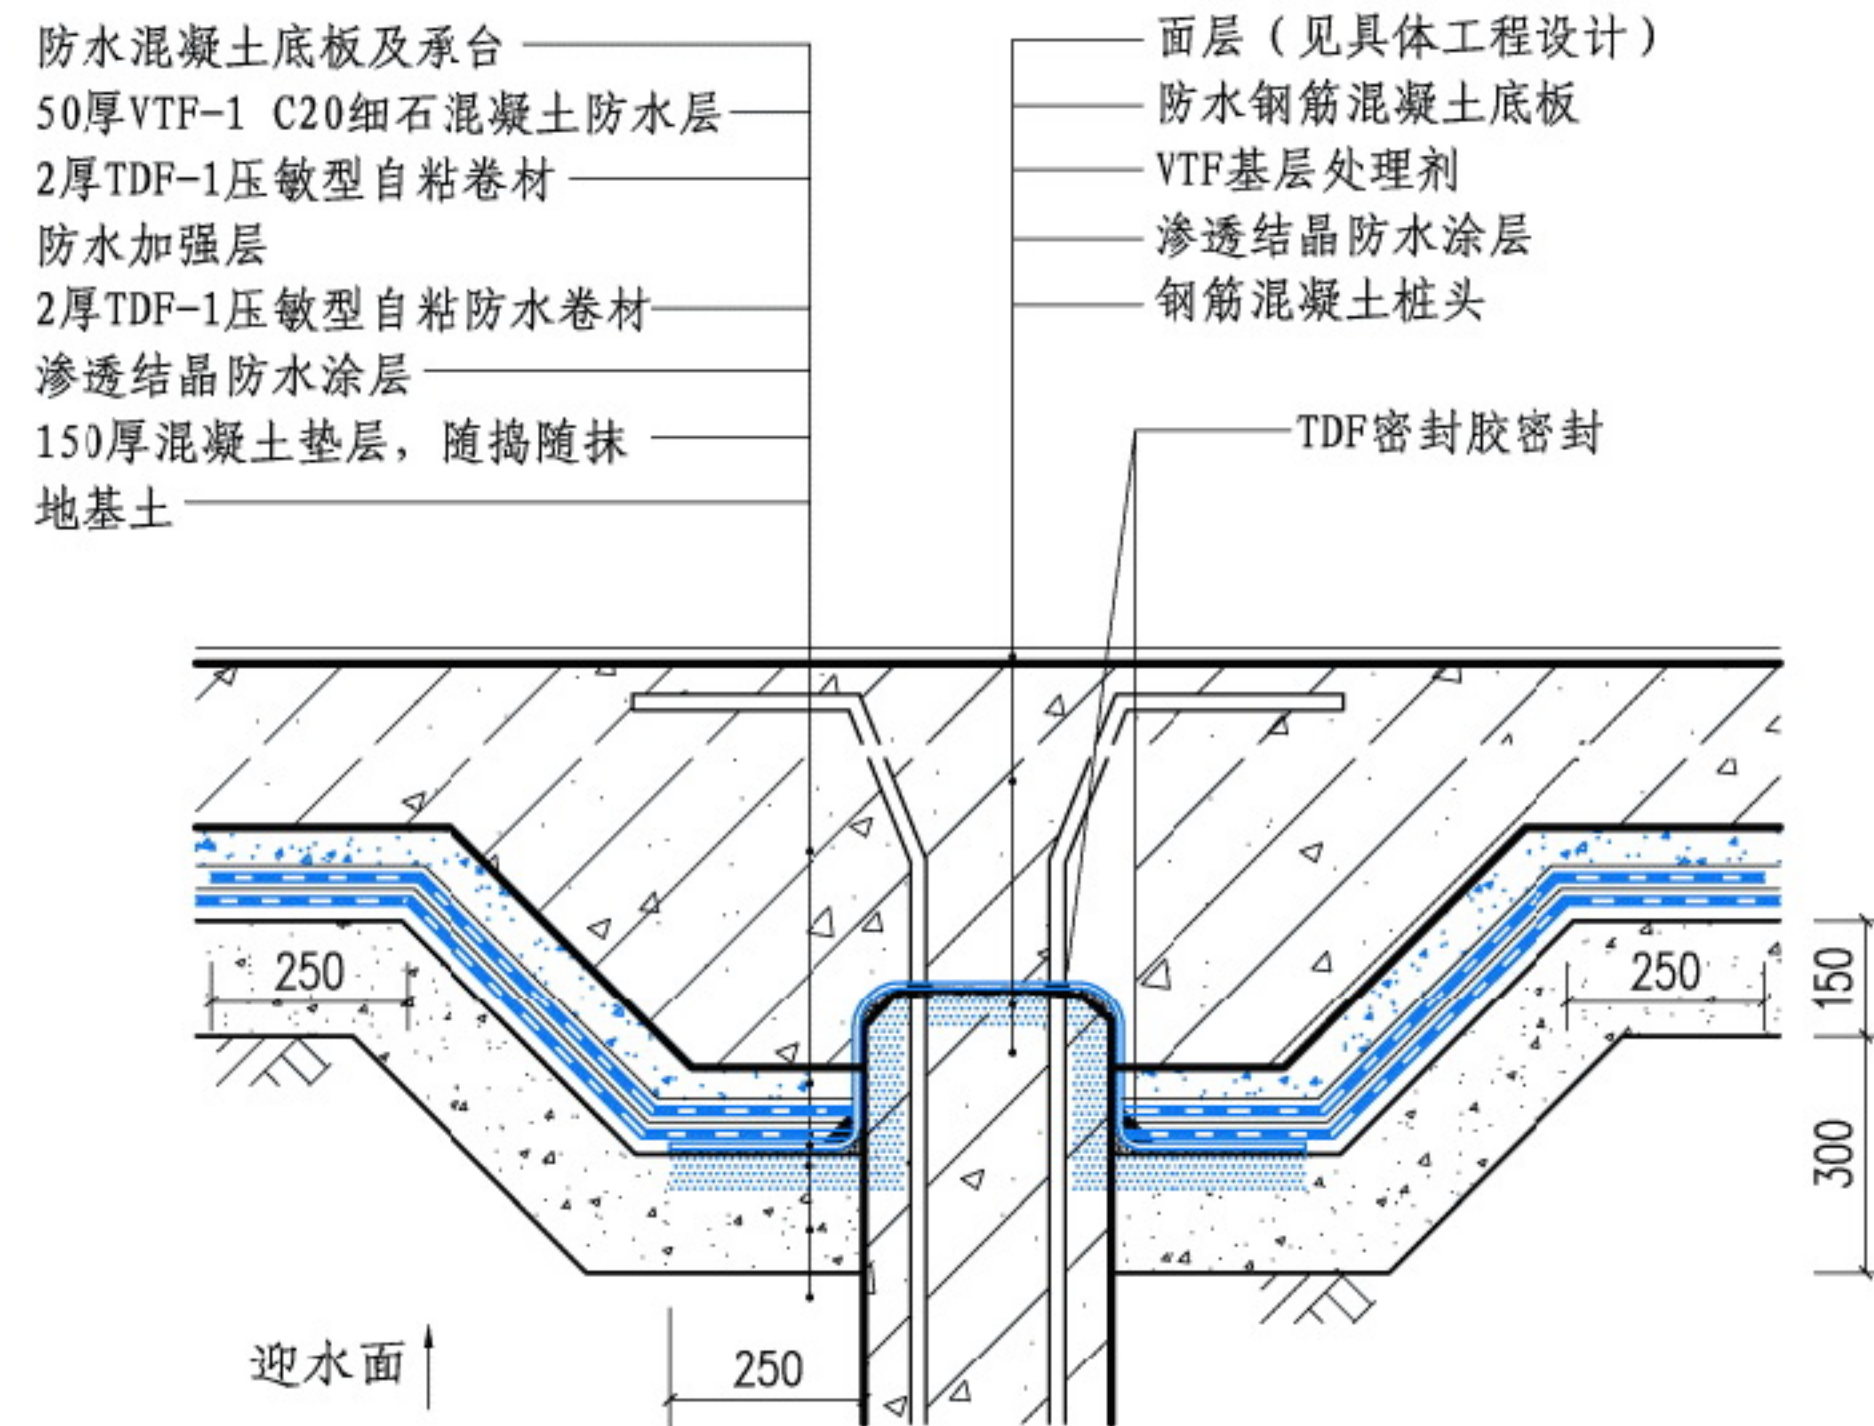 防水混凝土底板及承台
50厚VTF-1 C20细石混凝土防水层
2厚TDF-1压敏型自粘卷材
防水加强层
2厚TDF-1压敏型自粘防水卷材
渗透结晶防水涂层
150厚混凝土垫层，随捣随抹
地基土
面层（见具体工程设计）
防水钢筋混凝土底板
VTF基层处理剂
渗透结晶防水涂层
钢筋混凝土桩头
TDF密封胶密封
250
250
150
300
迎水面
250